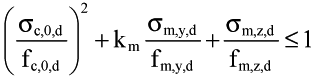 (σc,0,d / fc,0,d)² + km σm,y,d / fm,y,d + σm,z,d / fm,z,d ≤ 1